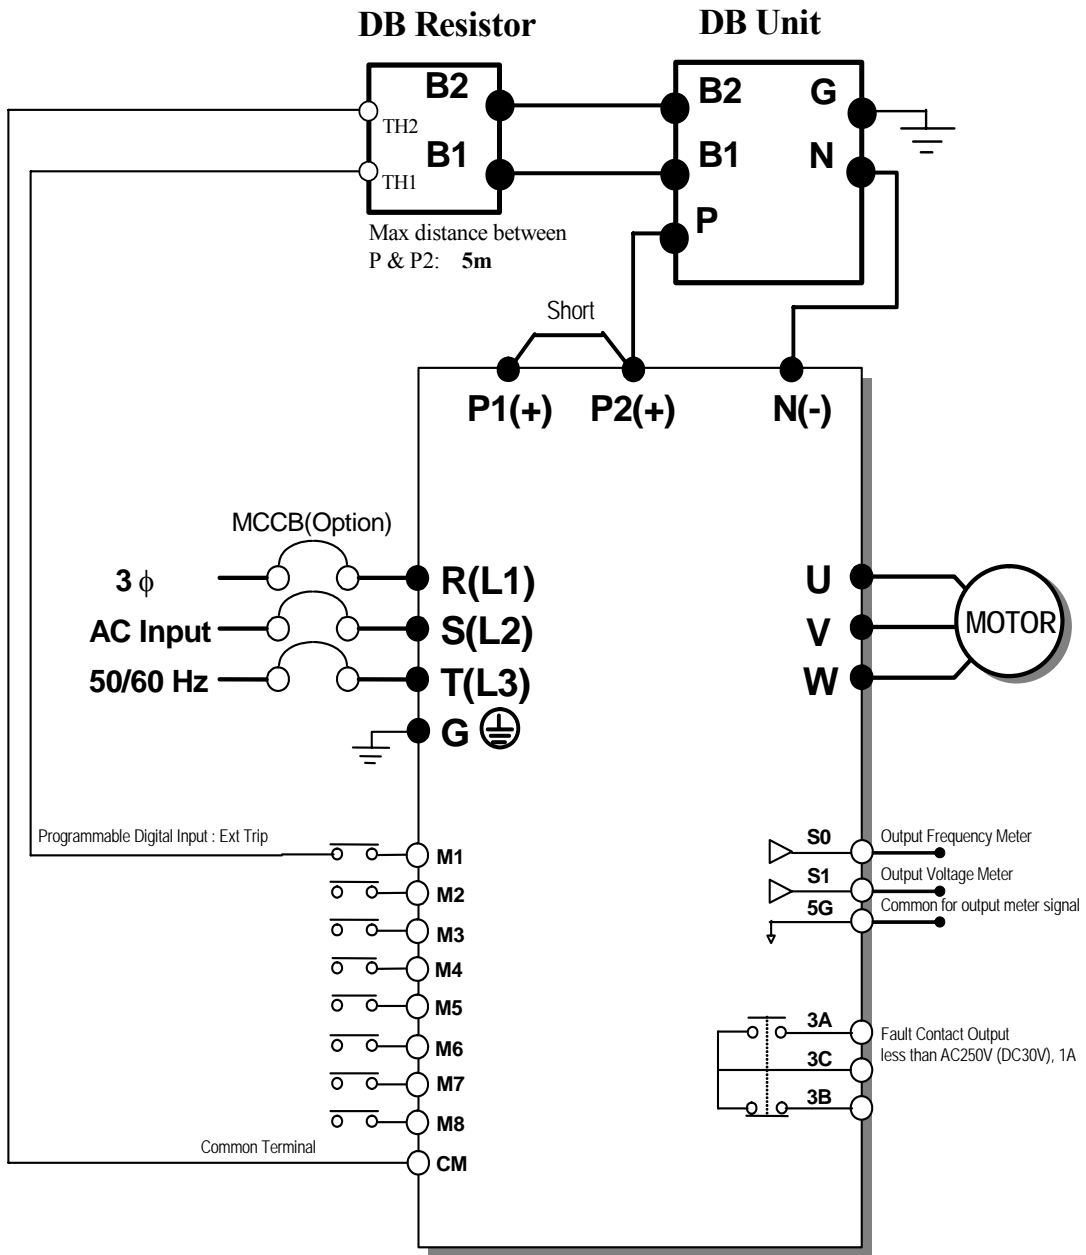 DB Resistor
DB Unit
B2
TH2
B1
TH1
B2
G
B1
N
P
Max distance between
P & P2: 5m
Short
P1(+)
P2(+)
N(-)
MCCB(Option)
3 ϕ
R(L1)
AC Input
S(L2)
50/60 Hz
T(L3)
G
U
V
W
MOTOR
Programmable Digital Input : Ext Trip
M1
M2
M3
M4
M5
M6
M7
M8
Common Terminal
CM
S0
Output Frequency Meter
S1
Output Voltage Meter
5G
Common for output meter signal
3A
Fault Contact Output
less than AC250V (DC30V), 1A
3C
3B